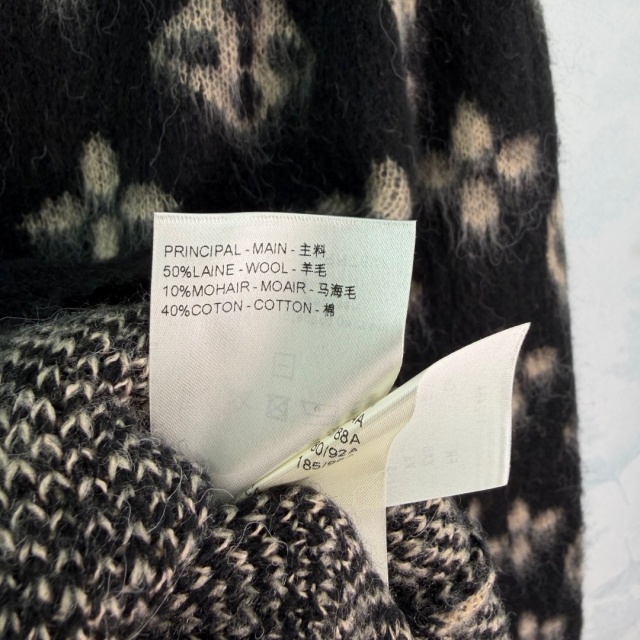 PRINCIPAL - MAIN - 主料
50%LAINE - WOOL - 羊毛
10%MOHAIR - MOAIR - 马海毛
40%COTON - COTTON - 棉